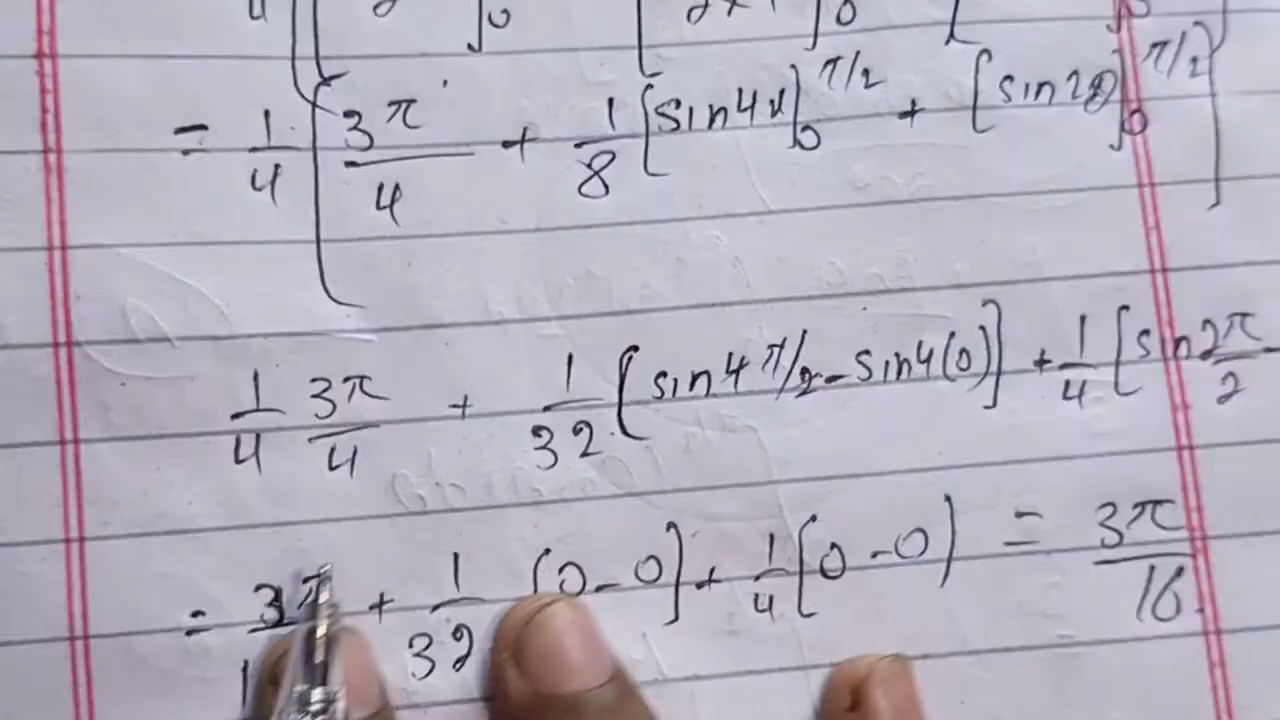 = 1/4 [ 3π/4 + 1/8 [sin4x]₀^π/2 + [sin2θ]₀^π/2 ]
1/4 3π/4 + 1/32 [sin4π/2 - sin4(0)] + 1/4 [sin2π/2 -
= 3π + 1/32 (0-0] + 1/4 [0-0) = 3π/16